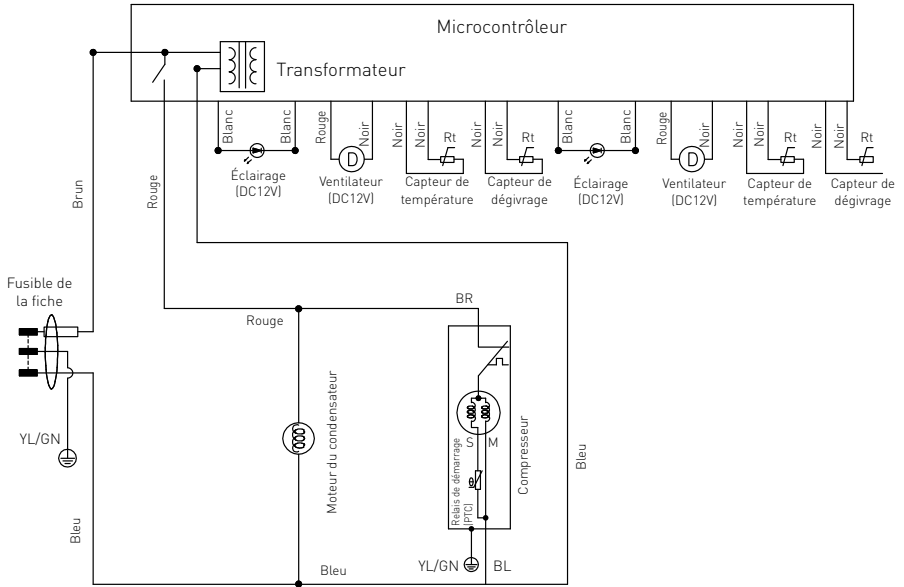 Microcontrôleur
Transformateur
Blanc
Blanc
Rouge
D
Noir
Noir
Noir
Rt
Noir
Noir
Rt
Blanc
Blanc
Rouge
D
Noir
Noir
Noir
Rt
Noir
Noir
Rt
Éclairage
(DC12V)
Ventilateur
(DC12V)
Capteur de
température
Capteur de
dégivrage
Éclairage
(DC12V)
Ventilateur
(DC12V)
Capteur de
température
Capteur de
dégivrage
Brun
Rouge
Fusible de
la fiche
BR
Rouge
YL/GN
Moteur du condensateur
S M
θ
Relais de démarrage
(PTC)
Compresseur
Bleu
Bleu
Bleu
YL/GN
BL